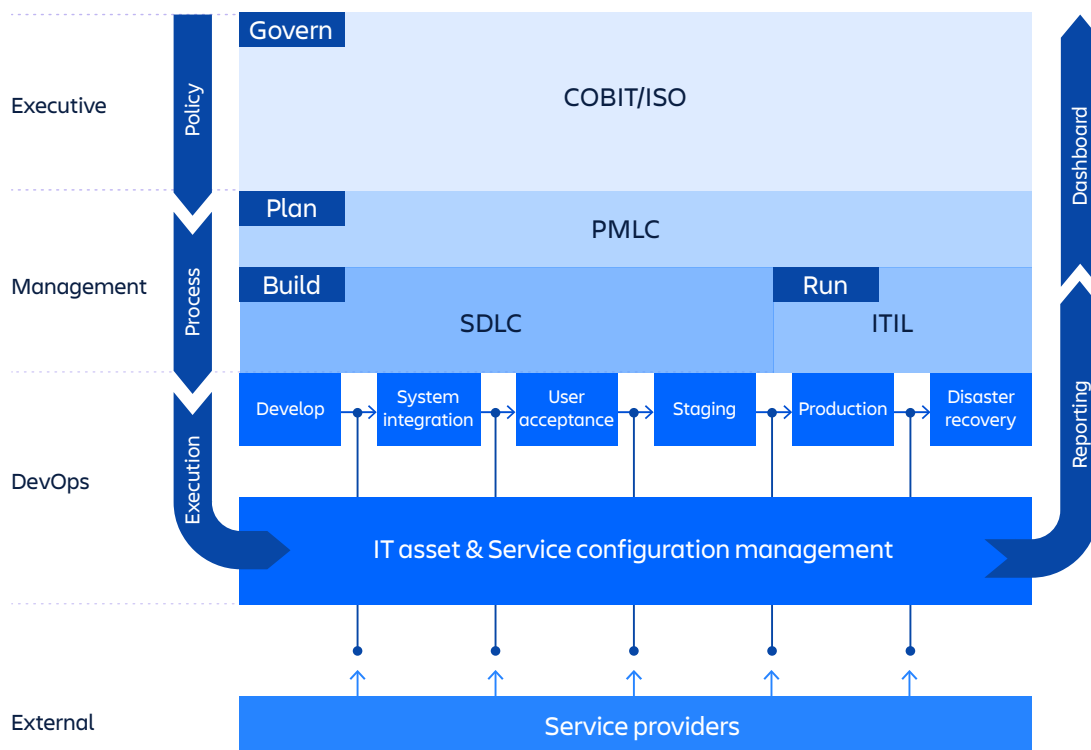 Govern
Executive
Policy
COBIT/ISO
Dashboard
Plan
PMLC
Management
Process
Build
SDLC
Run
ITIL
Develop
System
integration
User
acceptance
Staging
Production
Disaster
recovery
DevOps
Execution
Reporting
IT asset & Service configuration management
External
Service providers